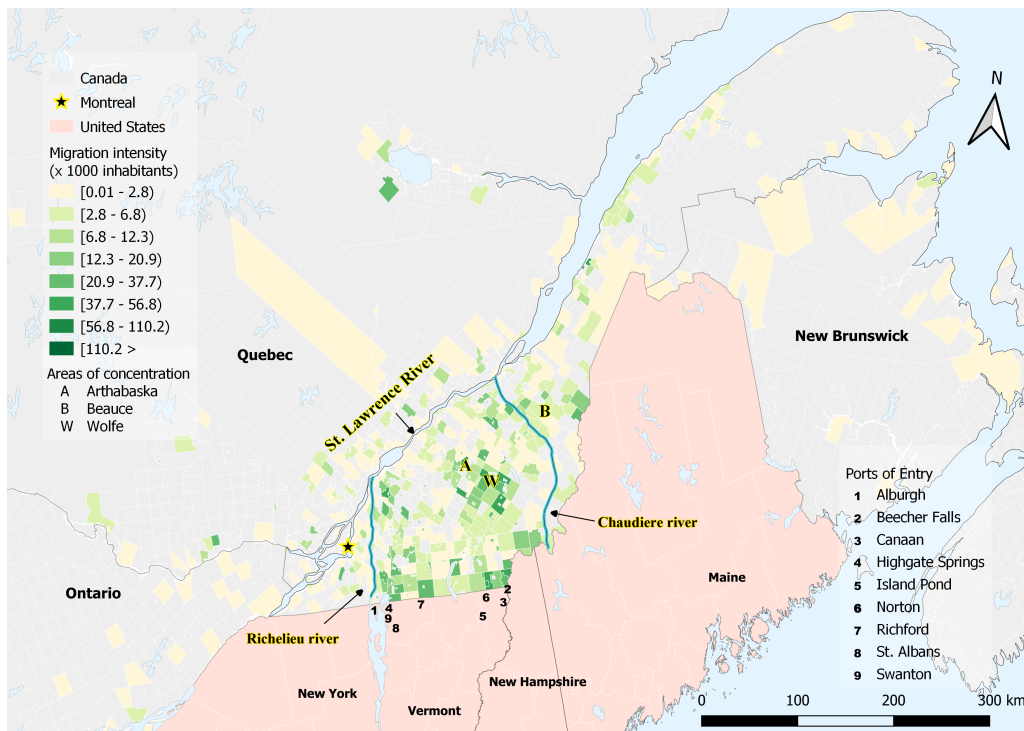 N
Canada
Montreal
United States
Migration intensity
(x 1000 inhabitants)
[0.01 - 2.8)
[2.8 - 6.8)
[6.8 - 12.3)
[12.3 - 20.9)
[20.9 - 37.7)
[37.7 - 56.8)
[56.8 - 110.2)
[110.2 >
Areas of concentration
A Arthabaska
B Beauce
W Wolfe
Quebec
New Brunswick
St. Lawrence River
B
A
W
Chaudiere river
Ontario
Richelieu river
Maine
1
4
9
8
7
6
5
2
3
New York
Vermont
New Hampshire
Ports of Entry
1 Alburgh
2 Beecher Falls
3 Canaan
4 Highgate Springs
5 Island Pond
6 Norton
7 Richford
8 St. Albans
9 Swanton
0 100 200 300 km